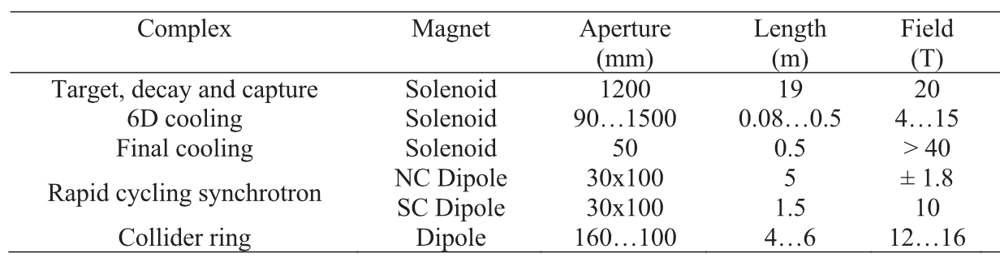 Complex Magnet Aperture Length Field
(mm) (m) (T)
Target, decay and capture Solenoid 1200 19 20
6D cooling Solenoid 90…1500 0.08…0.5 4…15
Final cooling Solenoid 50 0.5 > 40
Rapid cycling synchrotron NC Dipole 30x100 5 ± 1.8
SC Dipole 30x100 1.5 10
Collider ring Dipole 160…100 4…6 12…16